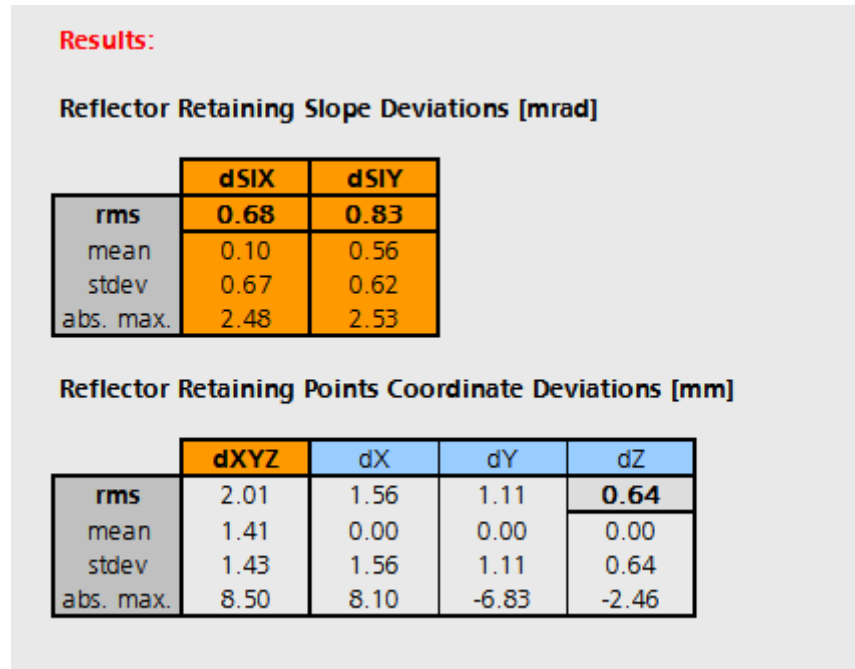 Results:
Reflector Retaining Slope Deviations [mrad]
dSlX dSlY
rms 0.68 0.83
mean 0.10 0.56
stdev 0.67 0.62
abs. max. 2.48 2.53
Reflector Retaining Points Coordinate Deviations [mm]
dXYZ dX dY dZ
rms 2.01 1.56 1.11 0.64
mean 1.41 0.00 0.00 0.00
stdev 1.43 1.56 1.11 0.64
abs. max. 8.50 8.10 -6.83 -2.46